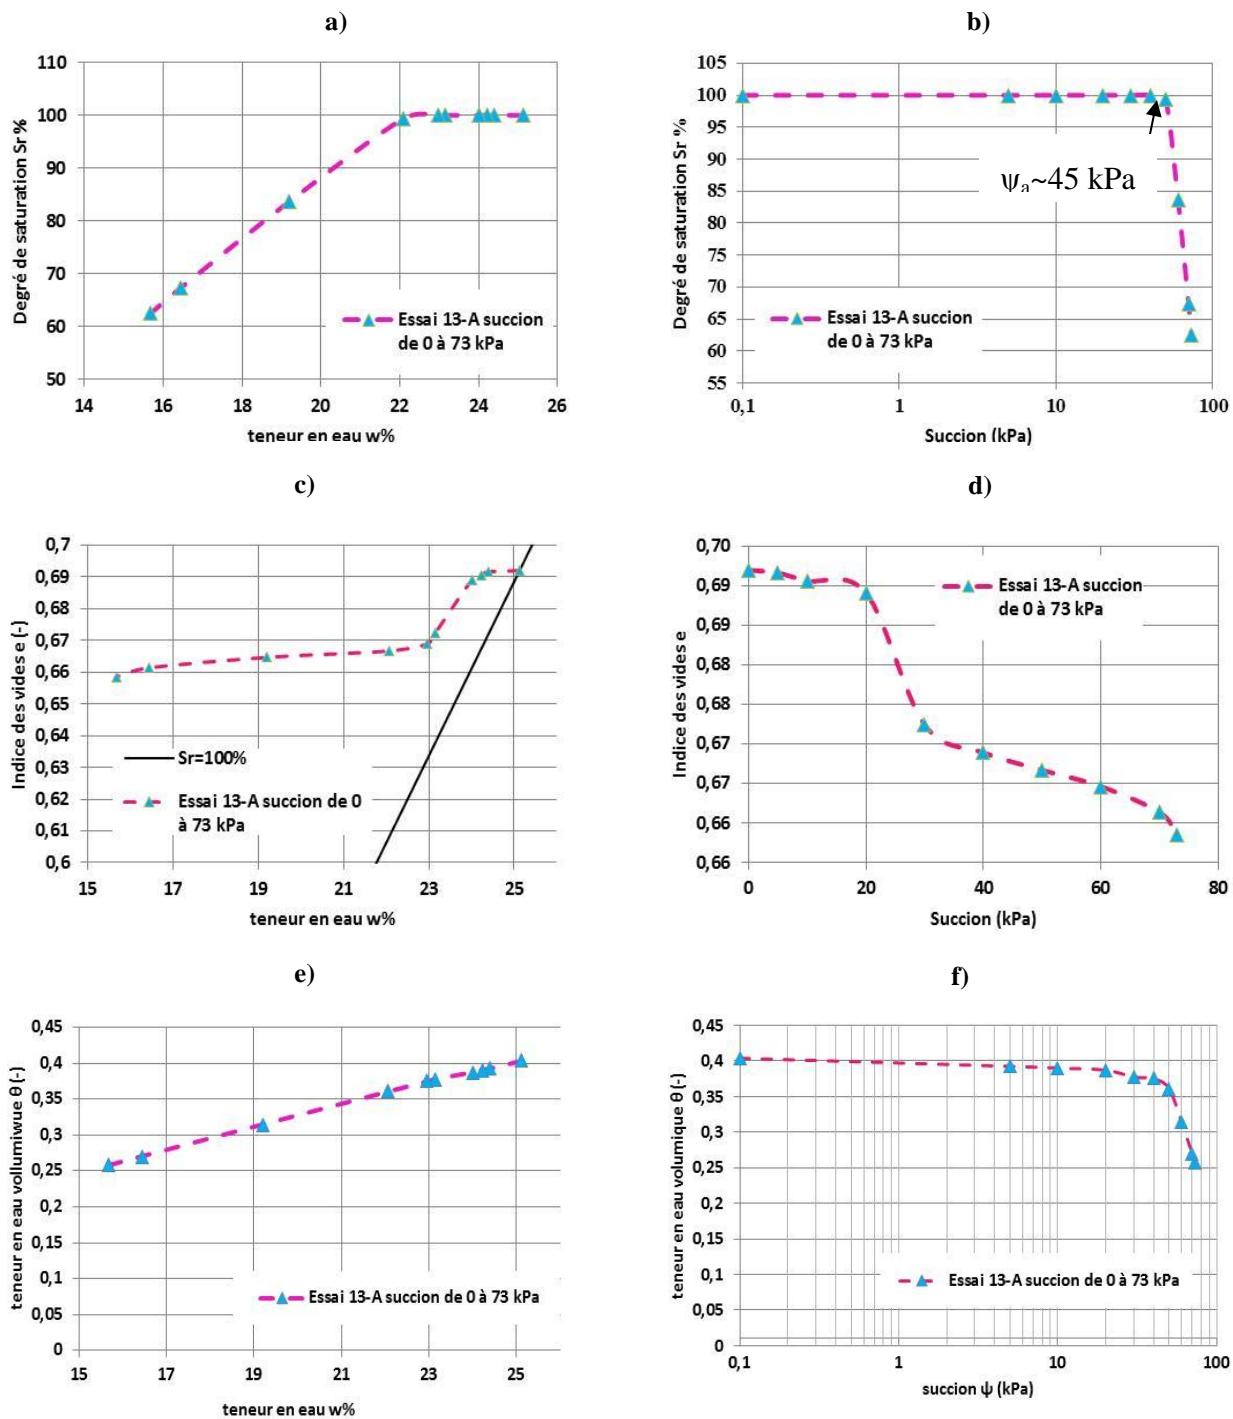 a)
Degré de saturation Sr %
110
100
90
80
70
60
50
14 16 18 20 22 24 26
teneur en eau w%
Essai 13-A succion
de 0 à 73 kPa
b)
Degré de saturation Sr %
105
100
95
90
85
80
75
70
65
60
55
0,1 1 10 100
Succion (kPa)
ψa~45 kPa
Essai 13-A succion
de 0 à 73 kPa
c)
Indice des vides e (-)
0,7
0,69
0,68
0,67
0,66
0,65
0,64
0,63
0,62
0,61
0,6
15 17 19 21 23 25
teneur en eau w%
Sr=100%
Essai 13-A succion de 0
à 73 kPa
d)
Indice des vides e
0,70
0,69
0,69
0,68
0,68
0,67
0,67
0,66
0,66
0 20 40 60 80
Succion (kPa)
Essai 13-A succion
de 0 à 73 kPa
e)
teneur en eau vollumiwue θ (-)
0,45
0,4
0,35
0,3
0,25
0,2
0,15
0,1
0,05
0
15 17 19 21 23 25
teneur en eau w%
Essai 13-A succion de 0 à 73 kPa
f)
teneur en eau volumique θ (-)
0,45
0,4
0,35
0,3
0,25
0,2
0,15
0,1
0,05
0
0,1 1 10 100
succion ψ (kPa)
Essai 13-A succion de 0 à 73 kPa